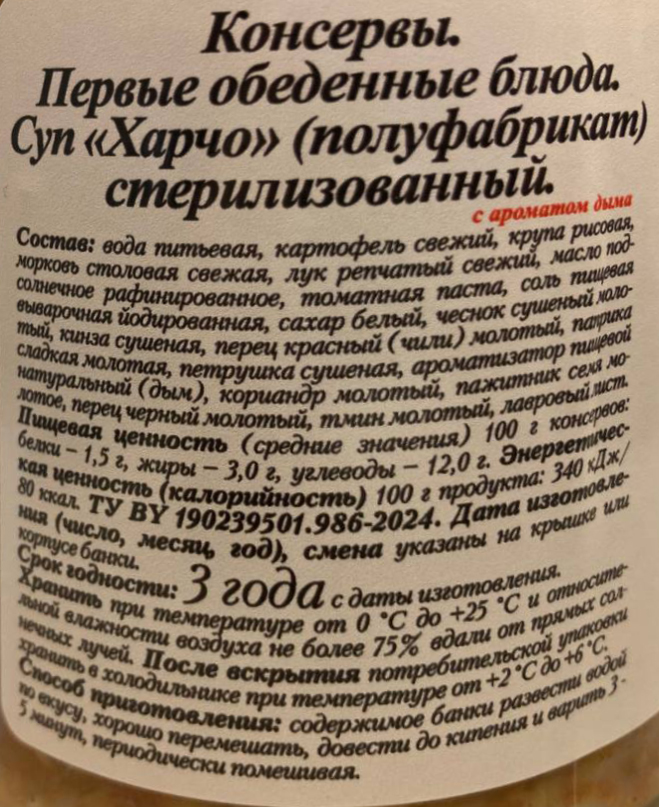 Консервы.
Первые обеденные блюда.
Суп «Харчо» (полуфабрикат)
стерилизованный.
с ароматом дыма
Состав: вода питьевая, картофель свежий, крупа рисовая,
морковь столовая свежая, лук репчатый свежий, масло под-
солнечное рафинированное, томатная паста, соль пищевая
выварочная йодированная, сахар белый, чеснок сушеный моло-
тый, кинза сушеная, перец красный (чили) молотый, паприка
сладкая молотая, петрушка сушеная, ароматизатор пищевой
натуральный (дым), кориандр молотый, пажитник семя мо-
лотое, перец черный молотый, тмин молотый, лавровый лист.
Пищевая ценность (средние значения) 100 г консервов:
белки – 1,5 г, жиры – 3,0 г, углеводы – 12,0 г. Энергетичес-
кая ценность (калорийность) 100 г продукта: 340 кДж/
80 ккал. ТУ BY 190239501.986-2024. Дата изготовле-
ния (число, месяц, год), смена указаны на крышке или
корпусе банки.
Срок годности: 3 года с даты изготовления.
Хранить при температуре от 0 °С до +25 °С и относите-
льной влажности воздуха не более 75% вдали от прямых сол-
нечных лучей. После вскрытия потребительской упаковки
хранить в холодильнике при температуре от +2 °С до +6 °С.
Способ приготовления: содержимое банки развести водой
по вкусу, хорошо перемешать, довести до кипения и варить 3 -
5 минут, периодически помешивая.